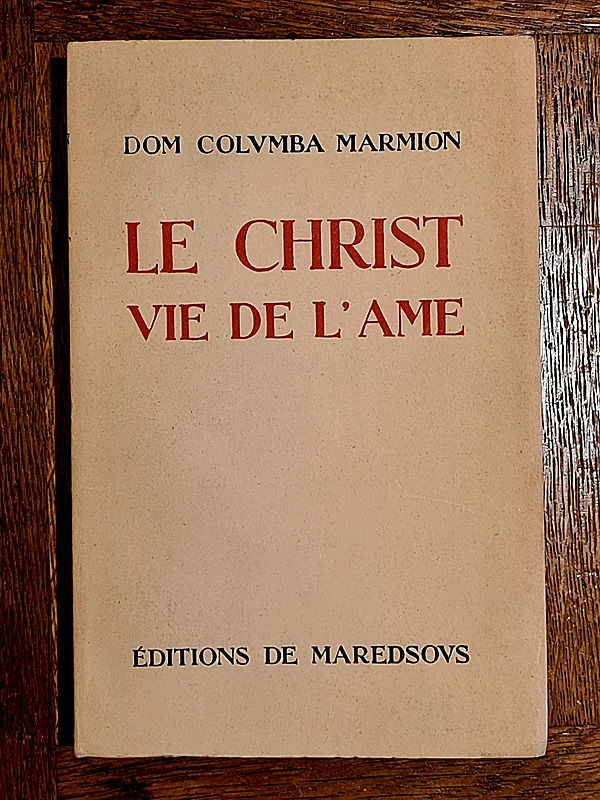 DOM COLVMBA MARMION
LE CHRIST
VIE DE L'AME
ÉDITIONS DE MAREDSOVS